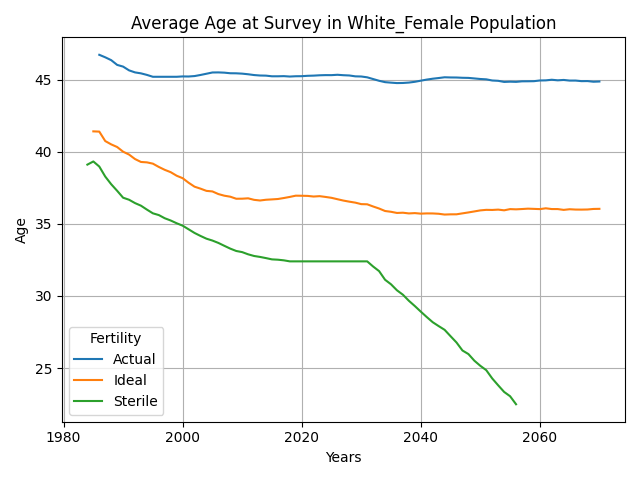 Average Age at Survey in White_Female Population
Age
45
40
35
30
25
Fertility
Actual
Ideal
Sterile
1980
2000
2020
2040
2060
Years